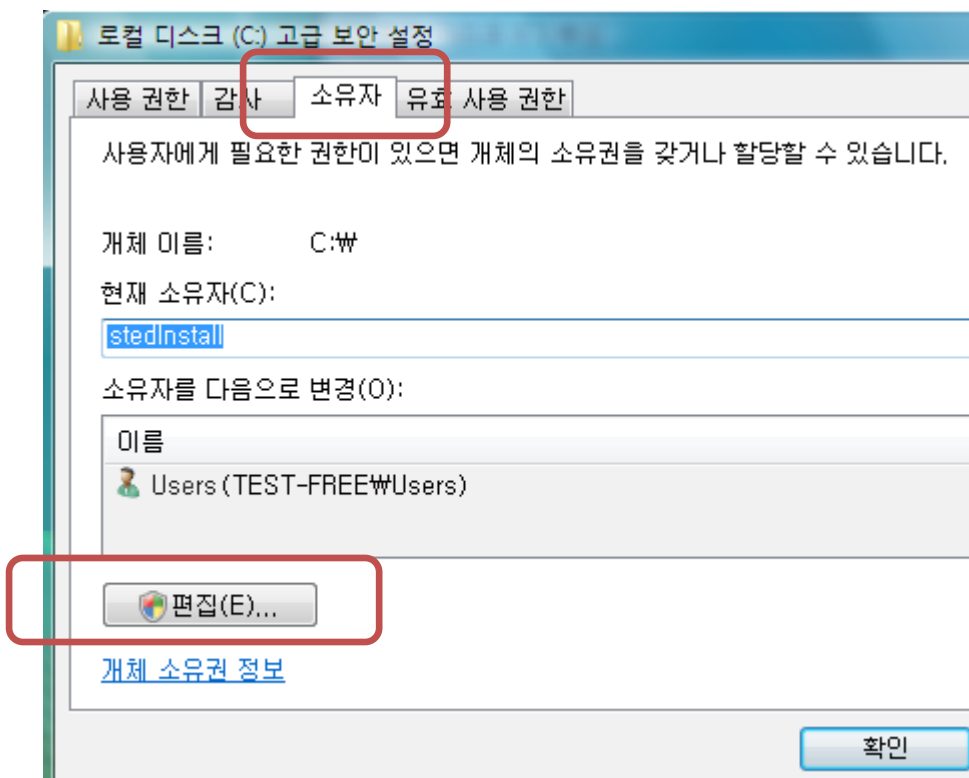 로컬 디스크 (C:) 고급 보안 설정
사용 권한 감사 소유자 유효 사용 권한
사용자에게 필요한 권한이 있으면 개체의 소유권을 갖거나 할당할 수 있습니다.
개체 이름: C:₩
현재 소유자(C):
stedInstall
소유자를 다음으로 변경(O):
이름
Users (TEST-FREE₩Users)
편집(E)...
개체 소유권 정보
확인